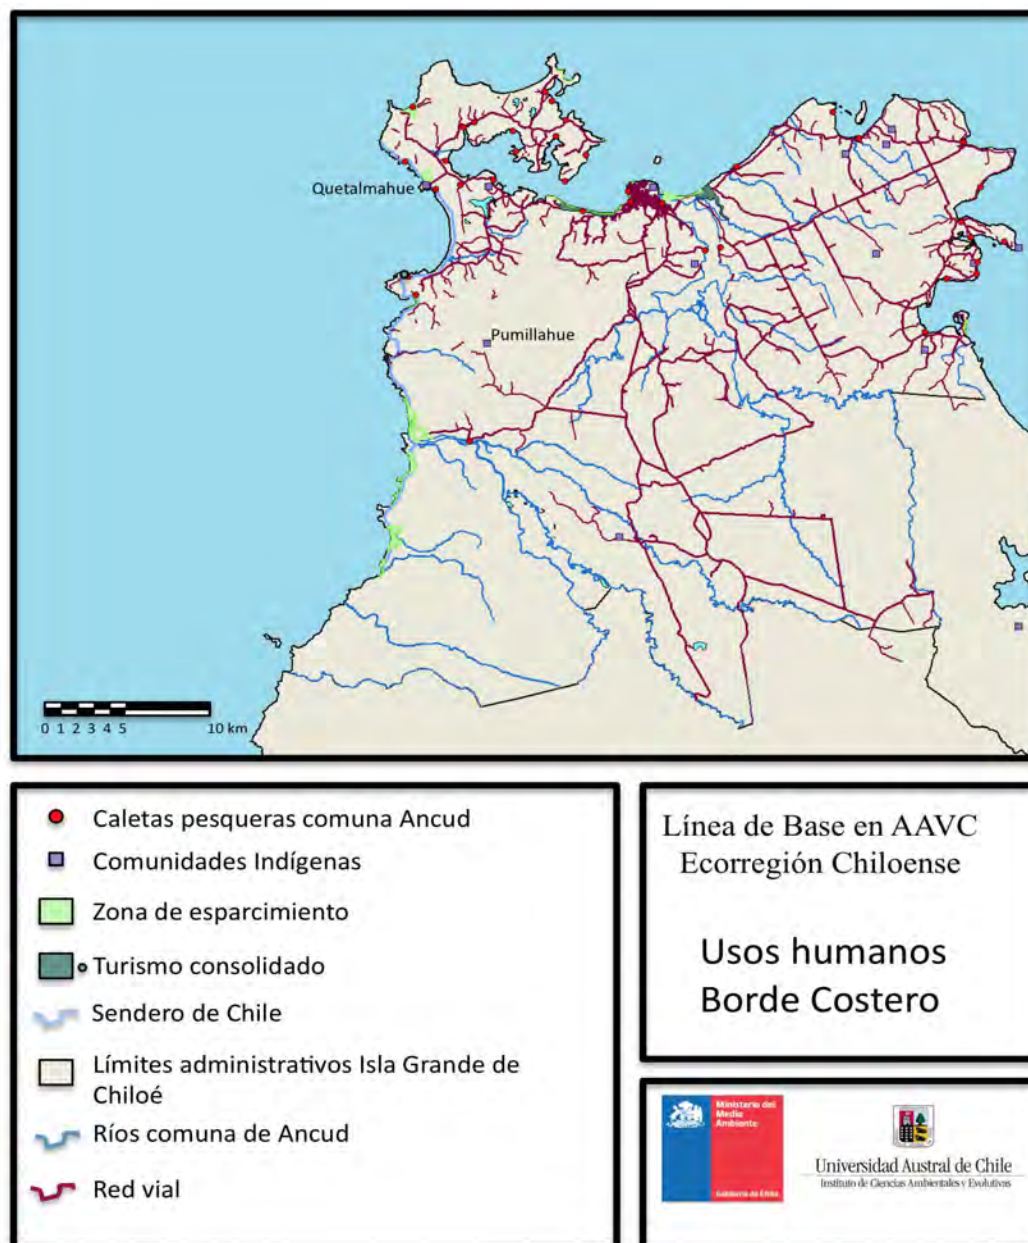 Quetalmahue
Pumillahue
0 1 2 3 4 5 10 km
Caletas pesqueras comuna Ancud
Comunidades Indígenas
Zona de esparcimiento
Turismo consolidado
Sendero de Chile
Límites administrativos Isla Grande de
Chiloé
Ríos comuna de Ancud
Red vial
Línea de Base en AAVC
Ecorregión Chiloense
Usos humanos
Borde Costero
Ministerio del
Medio
Ambiente
Gobierno de Chile
Universidad Austral de Chile
Instituto de Ciencias Ambientales y Evolutivas